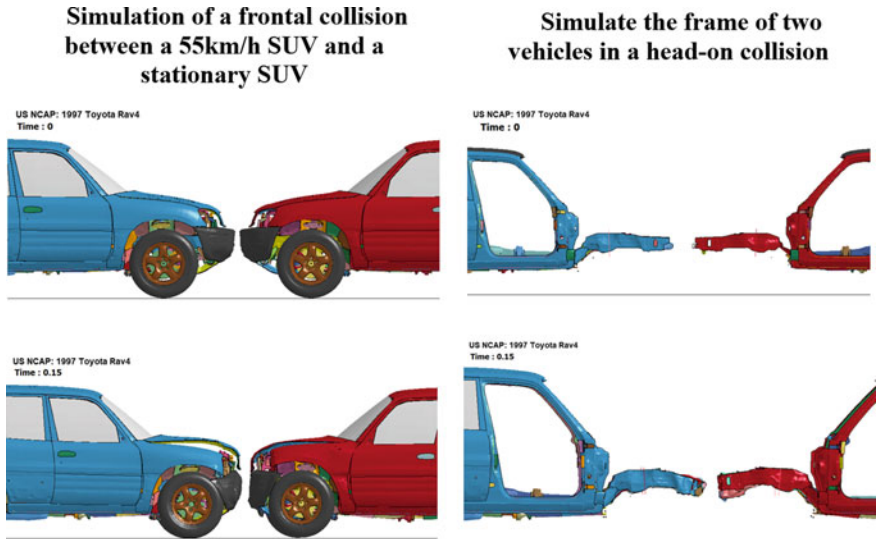 Simulation of a frontal collision
between a 55km/h SUV and a
stationary SUV
Simulate the frame of two
vehicles in a head-on collision
US NCAP: 1997 Toyota Rav4
Time : 0
US NCAP: 1997 Toyota Rav4
Time : 0
US NCAP: 1997 Toyota Rav4
Time : 0.15
US NCAP: 1997 Toyota Rav4
Time : 0.15